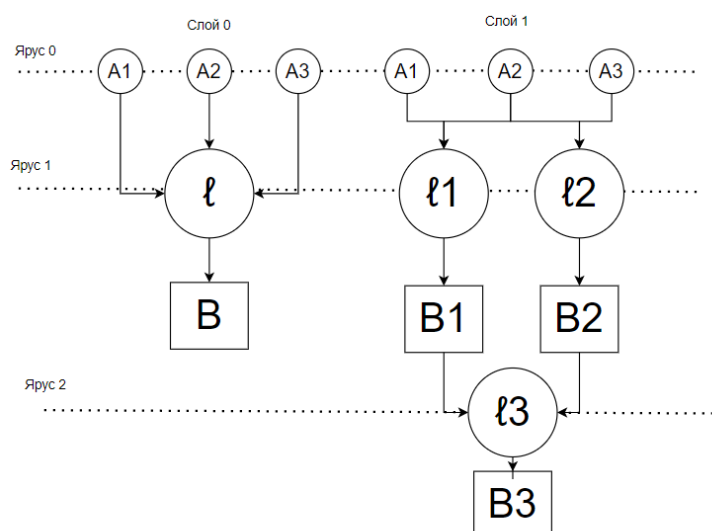 Слой 0
Слой 1
Ярус 0
A1 A2 A3 A1 A2 A3
Ярус 1
ℓ ℓ1 ℓ2
B B1 B2
Ярус 2
ℓ3
B3